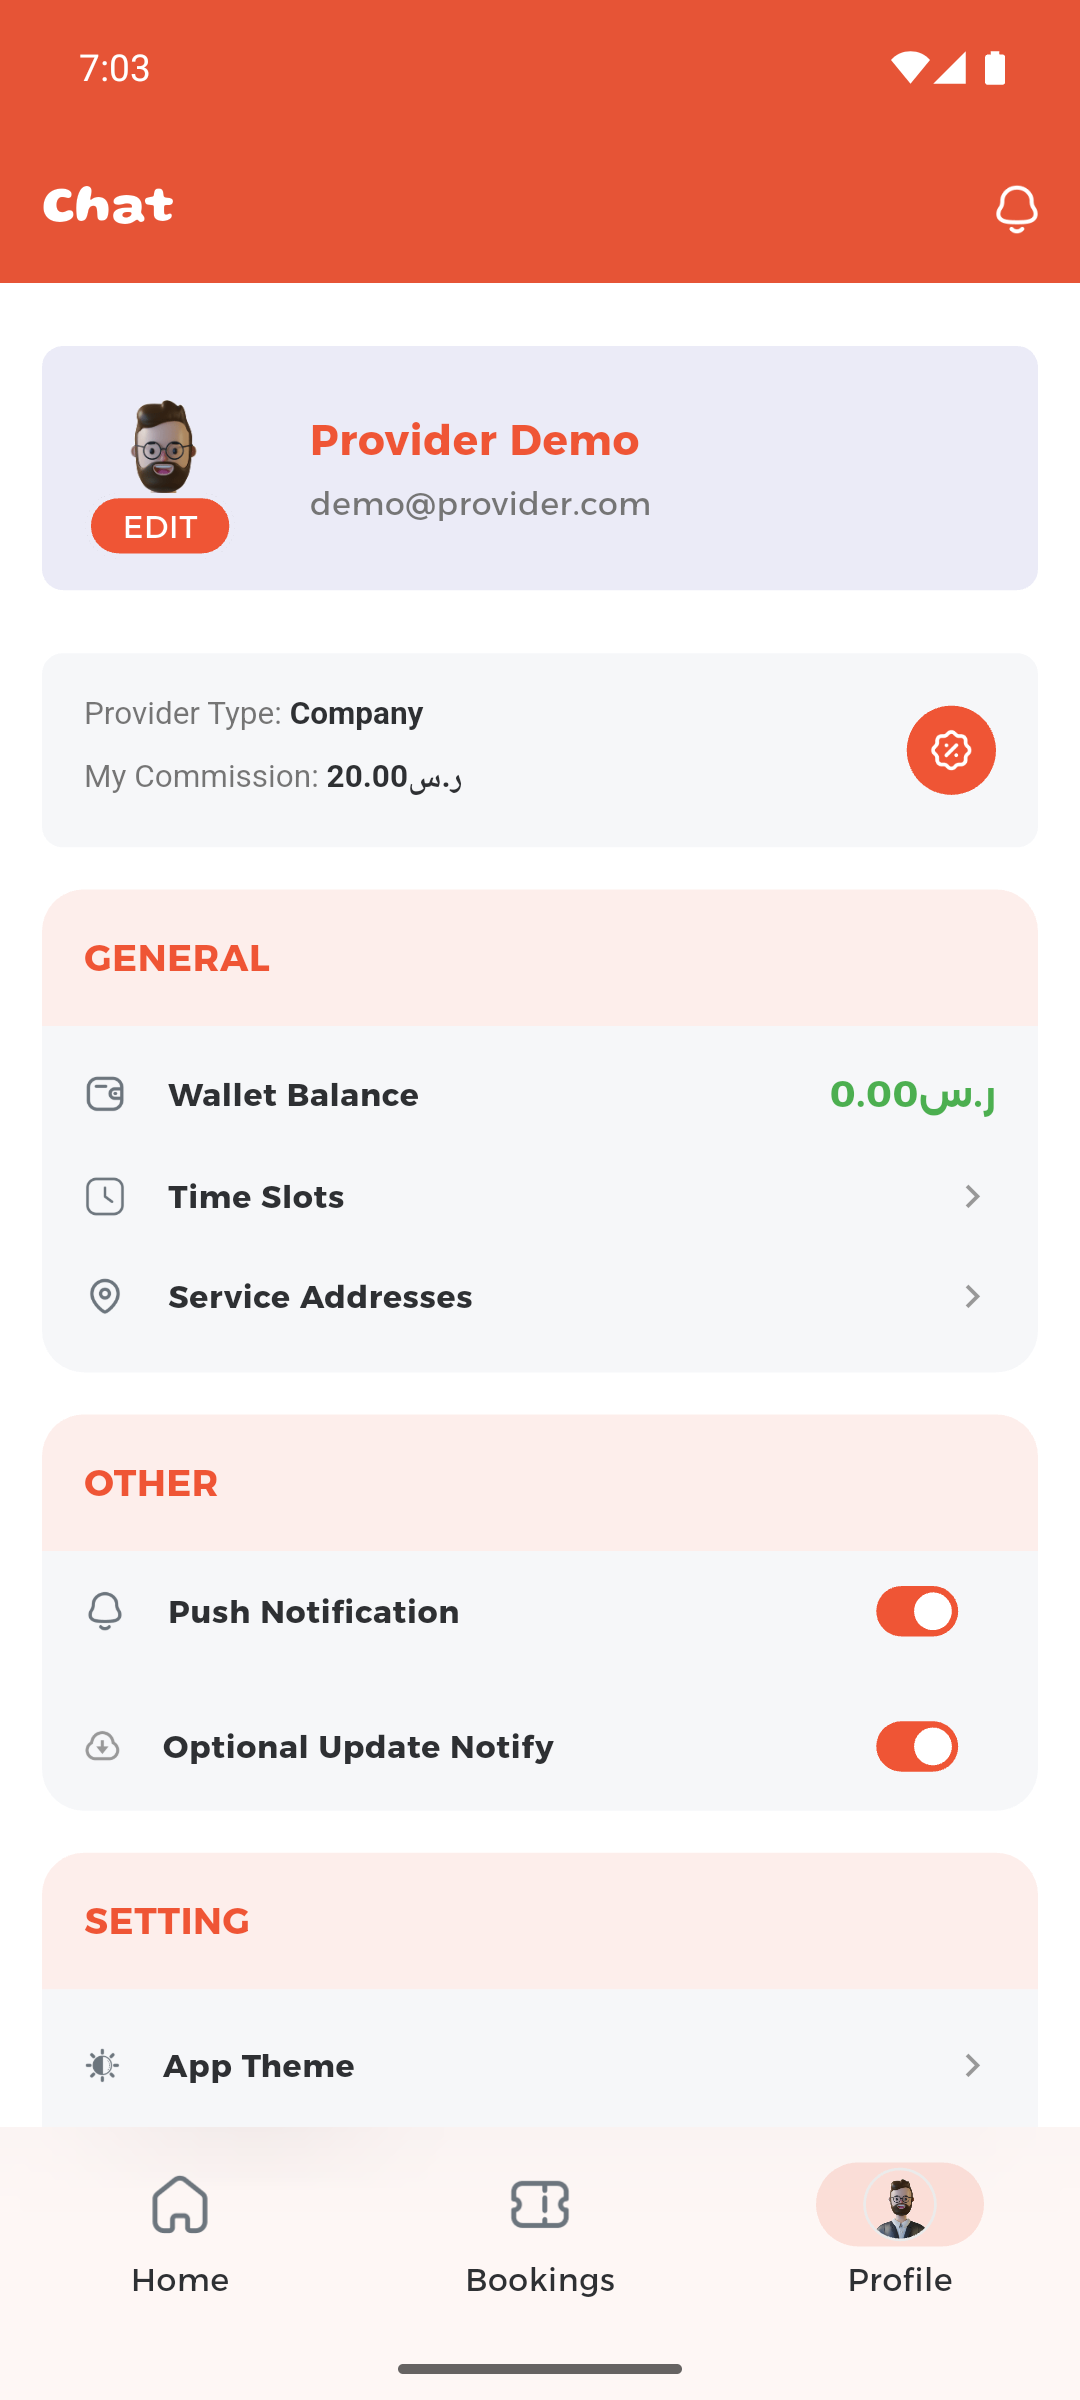 7:03
Chat
Provider Demo
demo@provider.com
EDIT
Provider Type: Company
My Commission: 20.00ر.س
GENERAL
Wallet Balance
0.00ر.س
Time Slots
Service Addresses
OTHER
Push Notification
Optional Update Notify
SETTING
App Theme
Home
Bookings
Profile